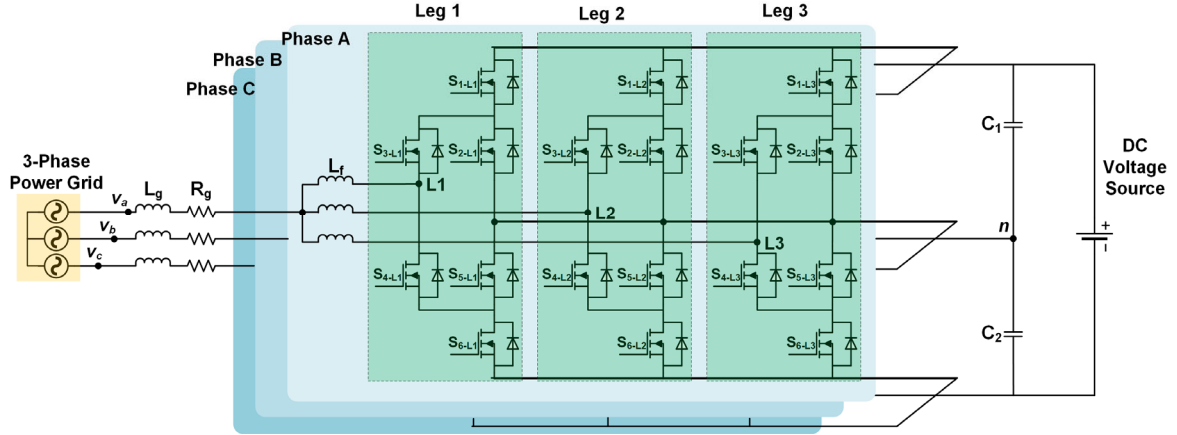 Leg 1
Leg 2
Leg 3
Phase A
Phase B
Phase C
S1-L1
S1-L2
S1-L3
C1
S3-L1
S2-L1
S3-L2
S2-L2
S3-L3
S2-L3
DC
Voltage
Source
3-Phase
Power Grid
Lf
L1
Lg
Rg
va
L2
vb
n
+
L3
-
vc
S4-L1
S5-L1
S4-L2
S5-L2
S4-L3
S5-L3
C2
S6-L1
S6-L2
S6-L3